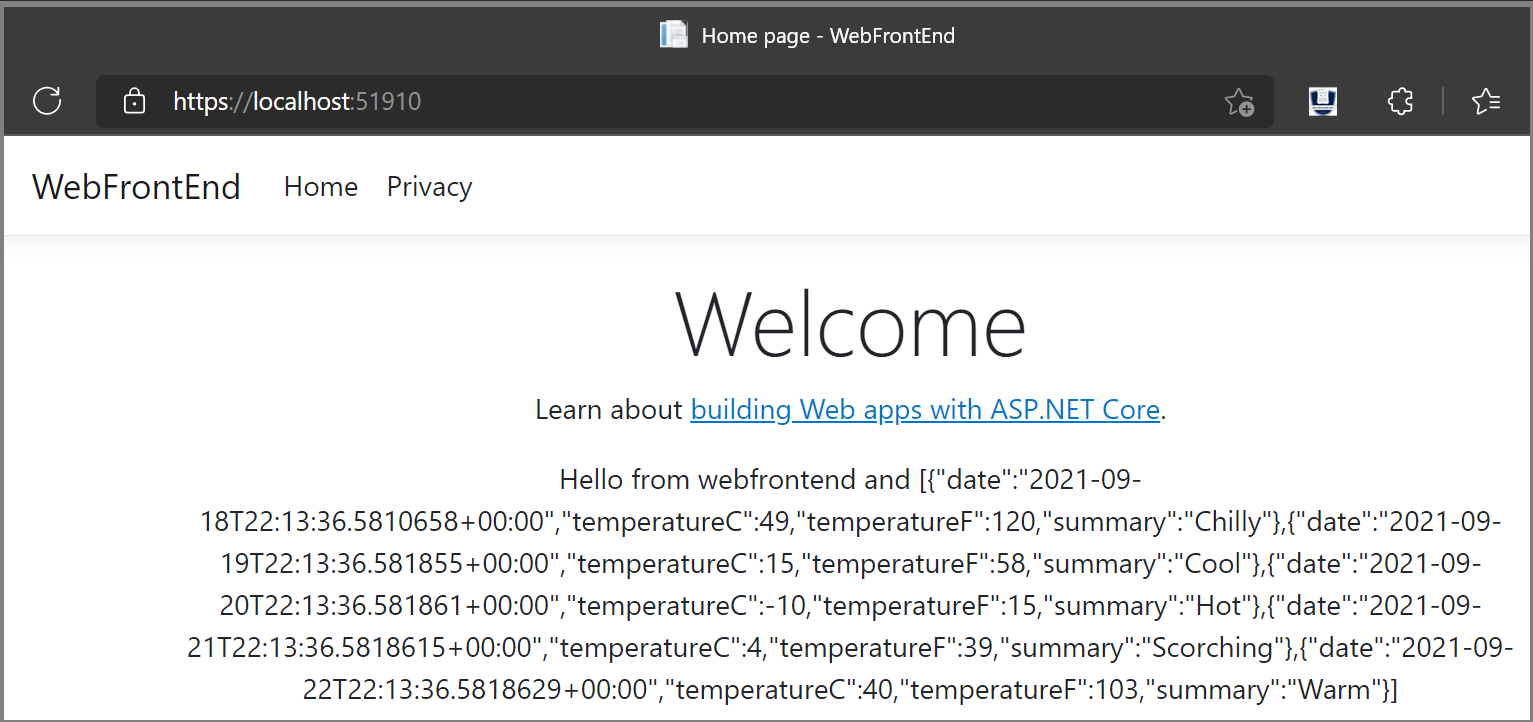 Home page - WebFrontEnd
https://localhost:51910
WebFrontEnd Home Privacy
Welcome
Learn about building Web apps with ASP.NET Core.
Hello from webfrontend and [{"date":"2021-09-
18T22:13:36.5810658+00:00","temperatureC":49,"temperatureF":120,"summary":"Chilly"},{"date":"2021-09-
19T22:13:36.581855+00:00","temperatureC":15,"temperatureF":58,"summary":"Cool"},{"date":"2021-09-
20T22:13:36.581861+00:00","temperatureC":-10,"temperatureF":15,"summary":"Hot"},{"date":"2021-09-
21T22:13:36.5818615+00:00","temperatureC":4,"temperatureF":39,"summary":"Scorching"},{"date":"2021-09-
22T22:13:36.5818629+00:00","temperatureC":40,"temperatureF":103,"summary":"Warm"}]